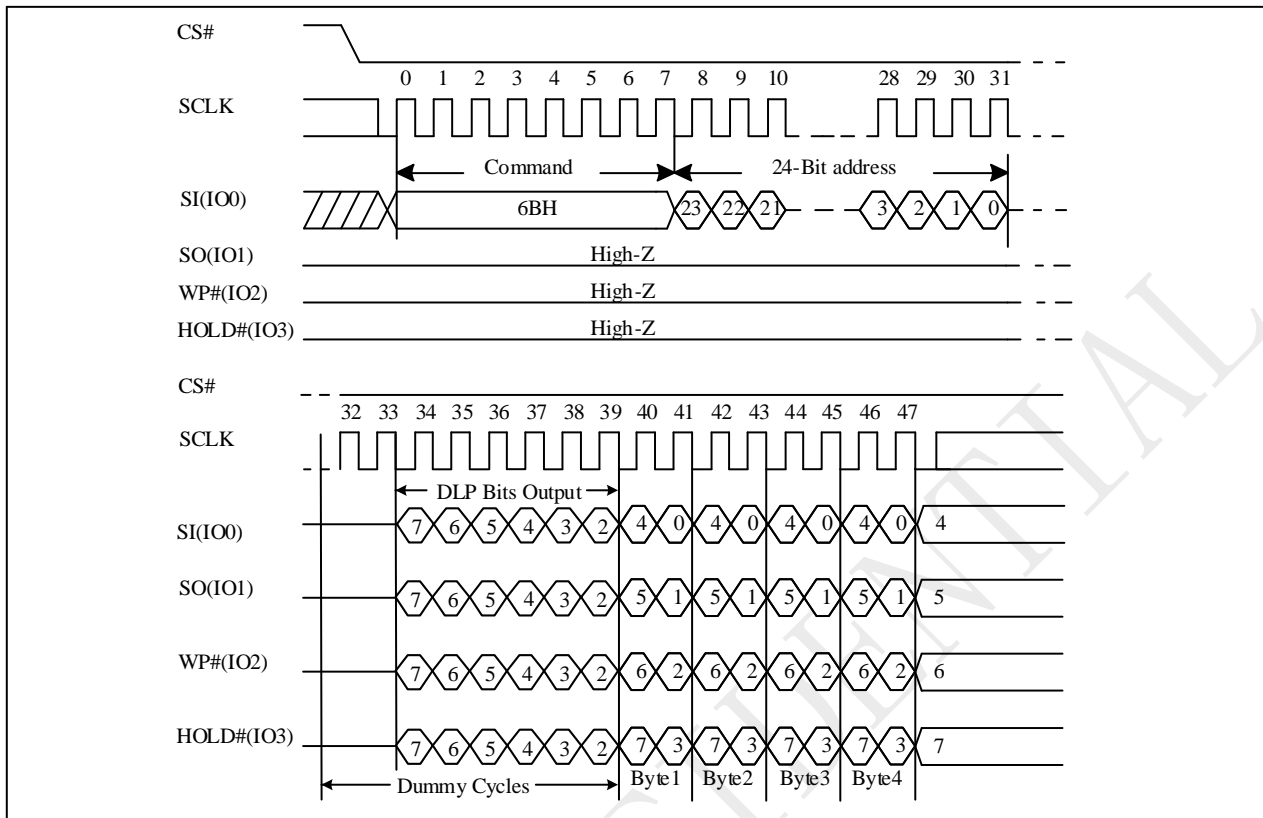 CS#
0 1 2 3 4 5 6 7 8 9 10 28 29 30 31
SCLK
Command 24-Bit address
SI(IO0) 6BH 23 22 21 3 2 1 0
SO(IO1) High-Z
WP#(IO2) High-Z
HOLD#(IO3) High-Z
CS#
32 33 34 35 36 37 38 39 40 41 42 43 44 45 46 47
SCLK
DLP Bits Output
SI(IO0) 7 6 5 4 3 2 4 0 4 0 4 0 4 0 4
SO(IO1) 7 6 5 4 3 2 5 1 5 1 5 1 5 1 5
WP#(IO2) 7 6 5 4 3 2 6 2 6 2 6 2 6 2 6
HOLD#(IO3) 7 6 5 4 3 2 7 3 7 3 7 3 7 3 7
Dummy Cycles Byte1 Byte2 Byte3 Byte4